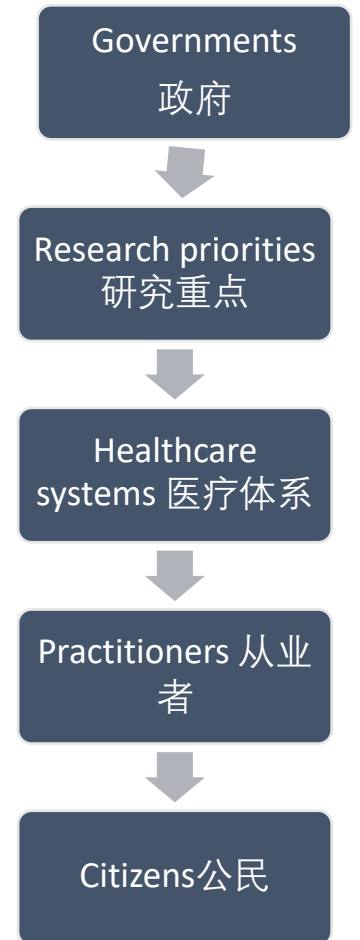 Governments
政府
Research priorities
研究重点
Healthcare
systems 医疗体系
Practitioners 从业
者
Citizens公民